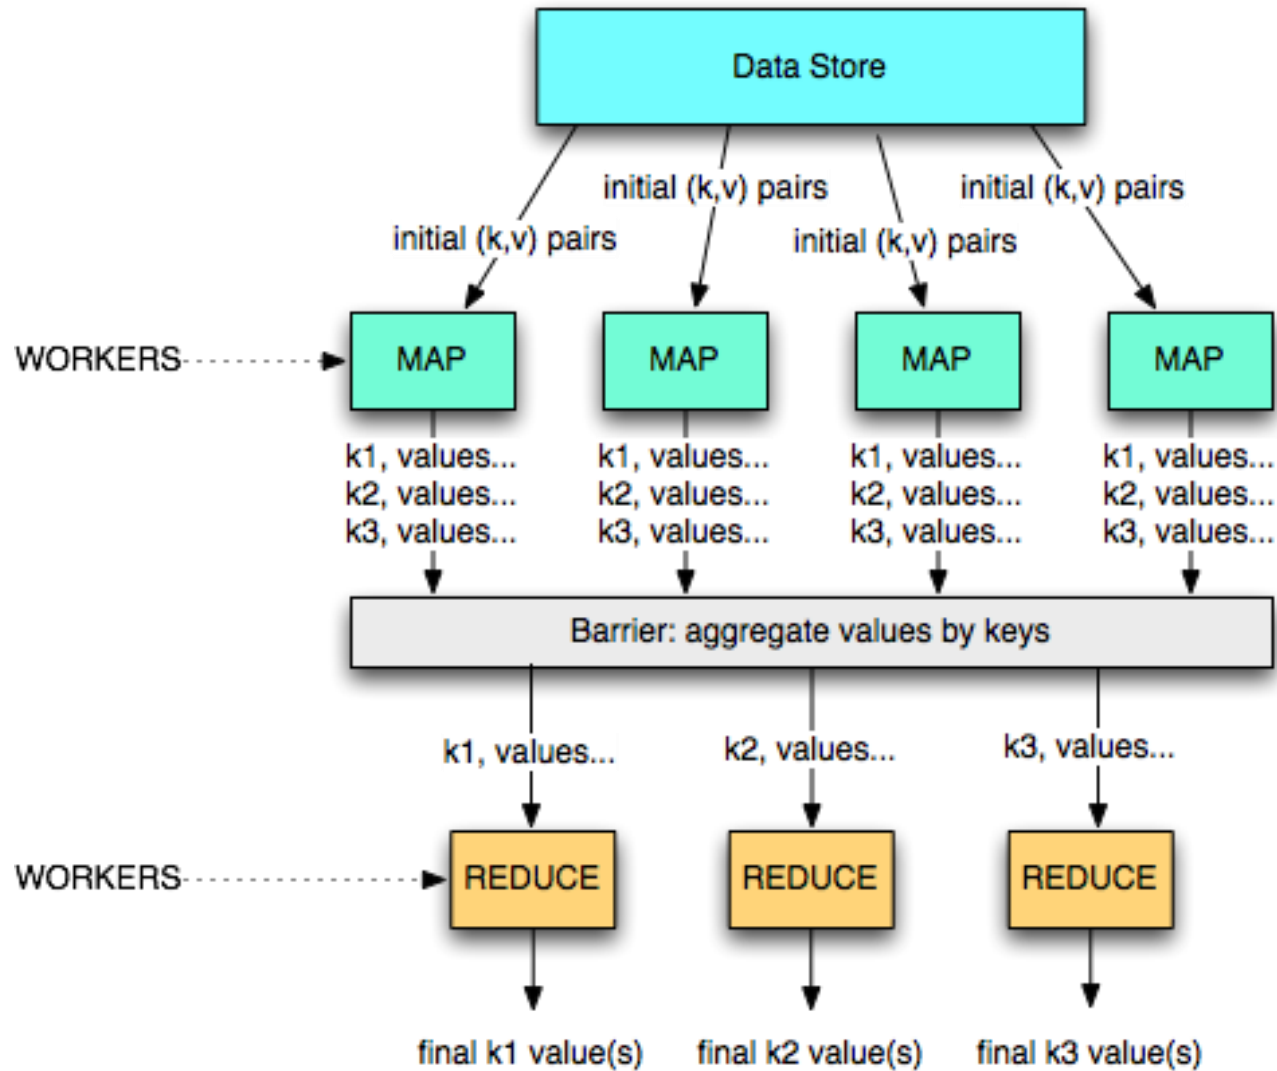 Data Store
initial (k,v) pairs
initial (k,v) pairs
initial (k,v) pairs
initial (k,v) pairs
WORKERS
MAP
MAP
MAP
MAP
k1, values...
k2, values...
k3, values...
k1, values...
k2, values...
k3, values...
k1, values...
k2, values...
k3, values...
k1, values...
k2, values...
k3, values...
Barrier: aggregate values by keys
k1, values...
k2, values...
k3, values...
WORKERS
REDUCE
REDUCE
REDUCE
final k1 value(s)
final k2 value(s)
final k3 value(s)